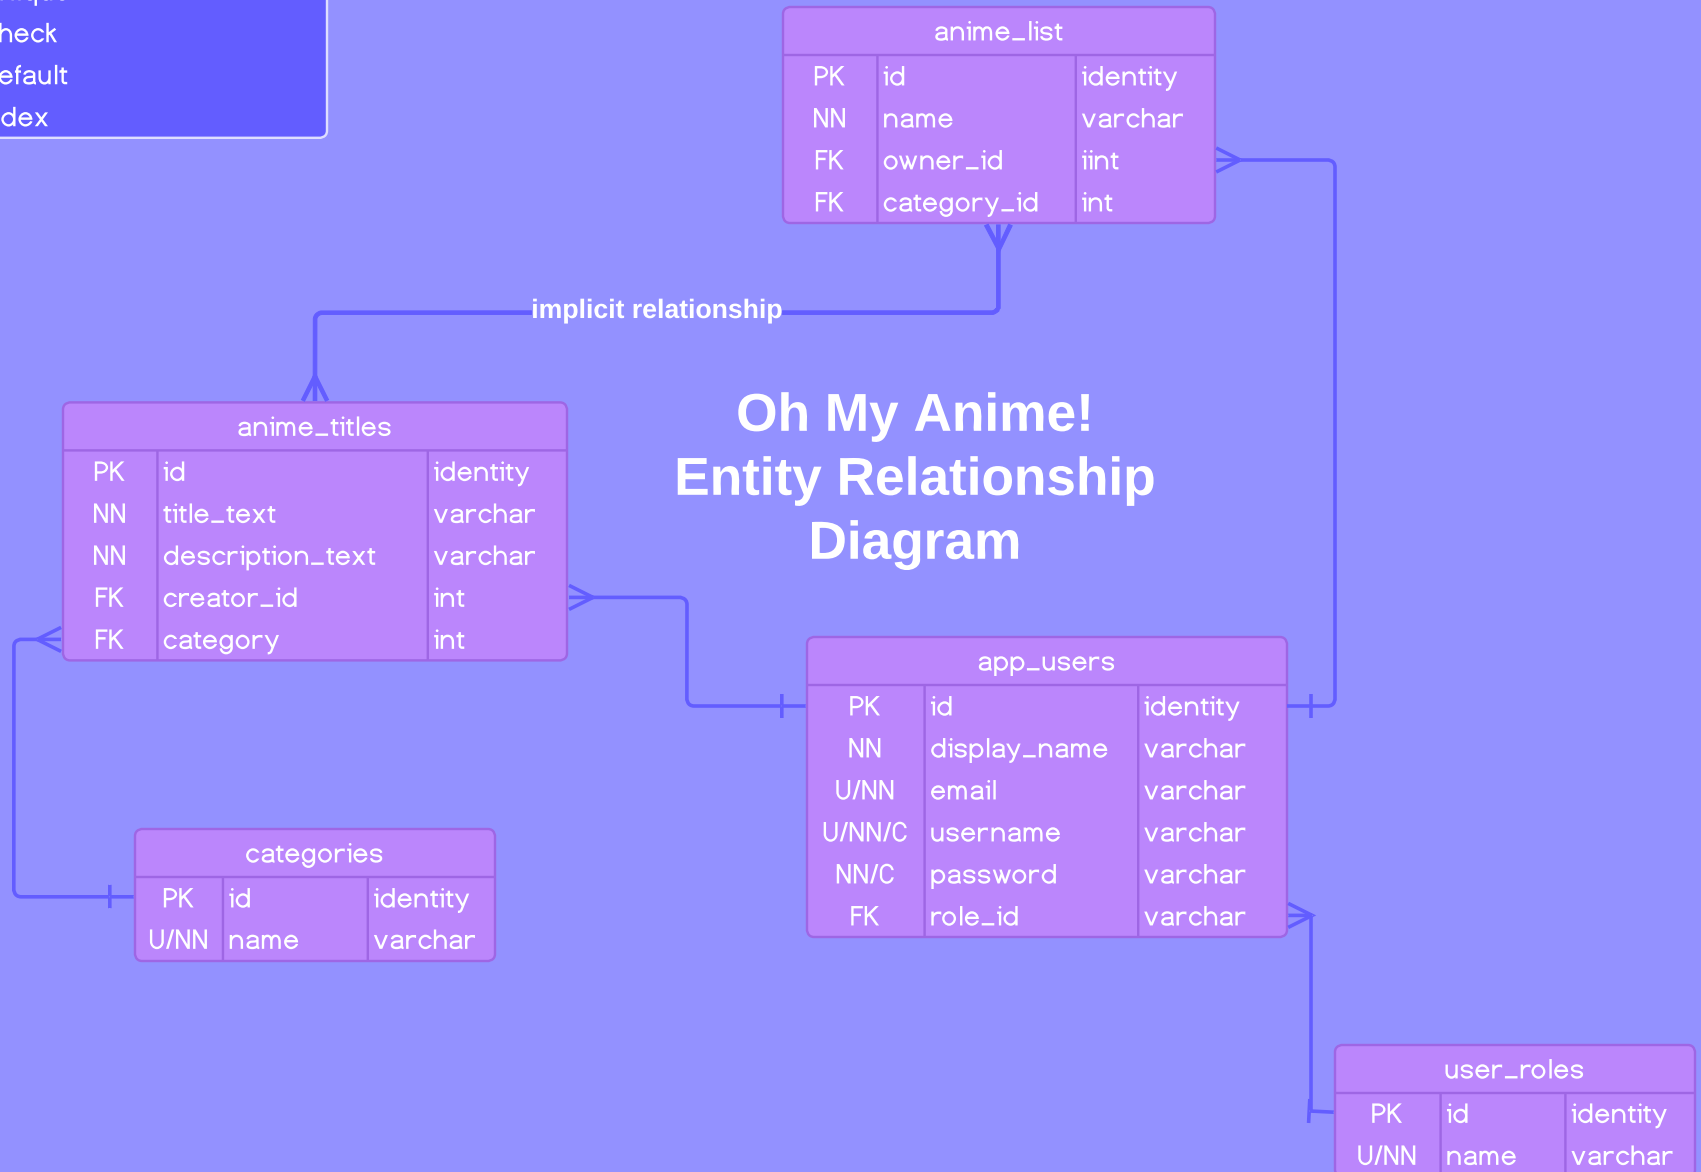 heck
efault
dex
anime_list
PK id identity
NN name varchar
FK owner_id iint
FK category_id int
implicit relationship
Oh My Anime!
Entity Relationship
Diagram
anime_titles
PK id identity
NN title_text varchar
NN description_text varchar
FK creator_id int
FK category int
app_users
PK id identity
NN display_name varchar
U/NN email varchar
U/NN/C username varchar
NN/C password varchar
FK role_id varchar
categories
PK id identity
U/NN name varchar
user_roles
PK id identity
U/NN name varchar